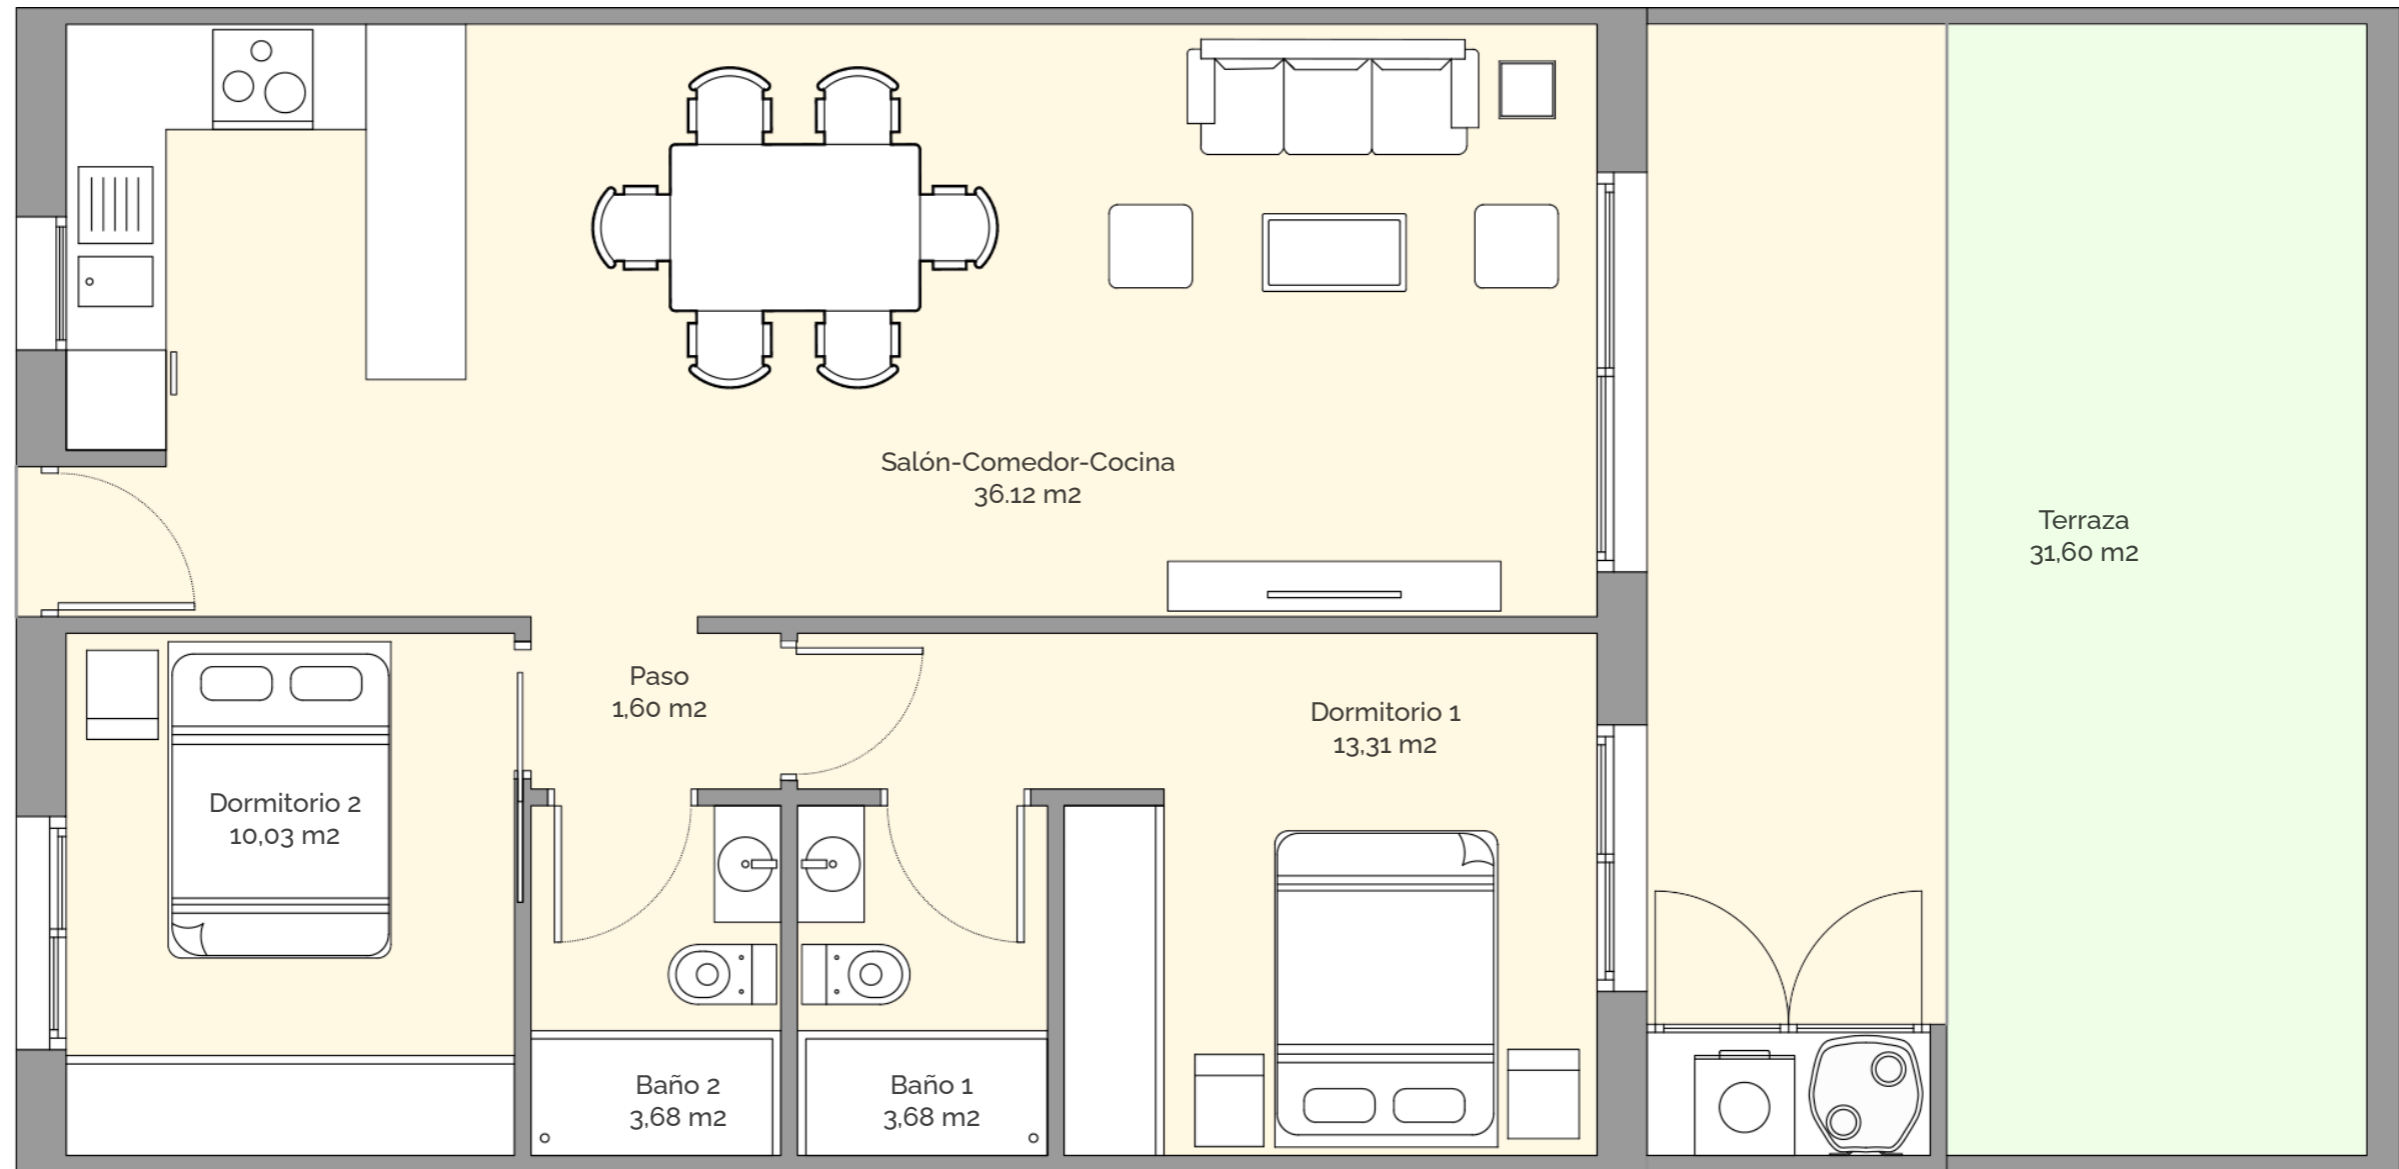 Salón-Comedor-Cocina
36.12 m2
Terraza
31,60 m2
Paso
1,60 m2
Dormitorio 1
13,31 m2
Dormitorio 2
10,03 m2
Baño 2
3,68 m2
Baño 1
3,68 m2